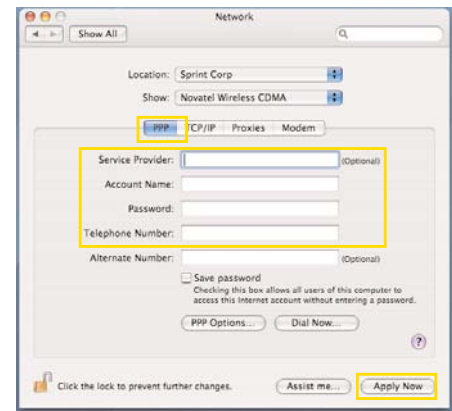 Network
Show All
Location: Sprint Corp
Show: Novatel Wireless CDMA
PPP TCP/IP Proxies Modem
Service Provider: (Optional)
Account Name:
Password:
Telephone Number:
Alternate Number: (Optional)
Save password
Checking this box allows all users of this computer to
access this Internet account without entering a password.
PPP Options... Dial Now...
?
Click the lock to prevent further changes. Assist me... Apply Now